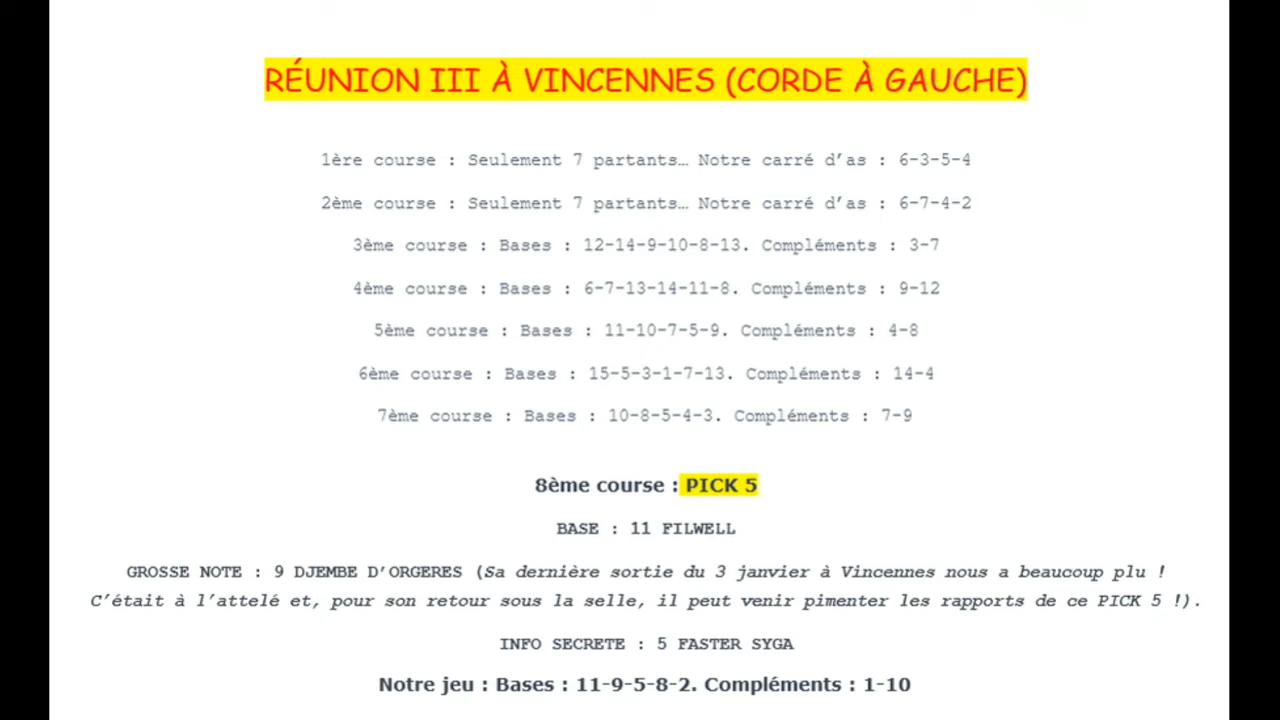 RÉUNION III À VINCENNES (CORDE À GAUCHE)
1ère course : Seulement 7 partants… Notre carré d’as : 6-3-5-4
2ème course : Seulement 7 partants… Notre carré d’as : 6-7-4-2
3ème course : Bases : 12-14-9-10-8-13. Compléments : 3-7
4ème course : Bases : 6-7-13-14-11-8. Compléments : 9-12
5ème course : Bases : 11-10-7-5-9. Compléments : 4-8
6ème course : Bases : 15-5-3-1-7-13. Compléments : 14-4
7ème course : Bases : 10-8-5-4-3. Compléments : 7-9
8ème course : PICK 5
BASE : 11 FILWELL
GROSSE NOTE : 9 DJEMBE D’ORGERES (Sa dernière sortie du 3 janvier à Vincennes nous a beaucoup plu !
C’était à l’attelé et, pour son retour sous la selle, il peut venir pimenter les rapports de ce PICK 5 !).
INFO SECRETE : 5 FASTER SYGA
Notre jeu : Bases : 11-9-5-8-2. Compléments : 1-10